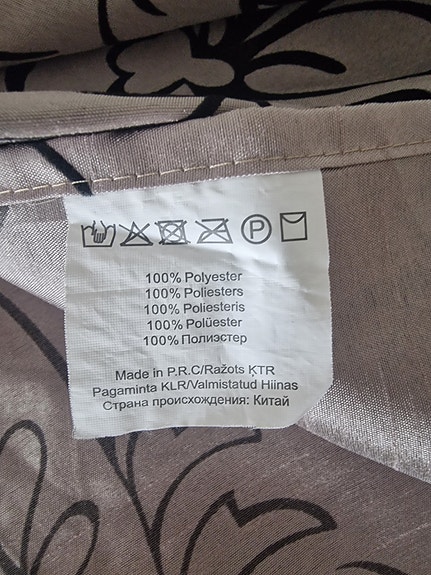 P
100% Polyester
100% Poliesters
100% Poliesteris
100% Polüester
100% Полиэстер
Made in P.R.C/Ražots ĶTR
Pagaminta KLR/Valmistatud Hiinas
Страна происхождения: Китай